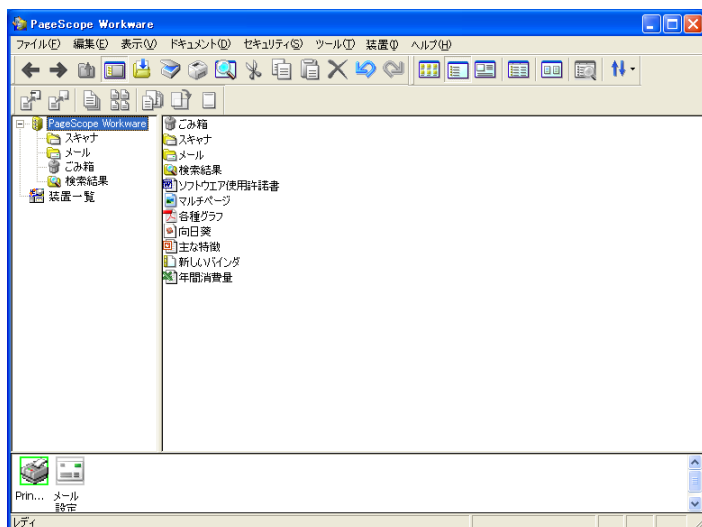 PageScope Workware
ファイル(F) 編集(E) 表示(V) ドキュメント(D) セキュリティ(S) ツール(T) 装置(I) ヘルプ(H)
PageScope Workware
スキャナ
メール
ごみ箱
検索結果
装置一覧
ごみ箱
スキャナ
メール
検索結果
ソフトウエア使用許諾書
マルチページ
各種グラフ
向日葵
主な特徴
新しいバインダ
年間消費量
Prin...
メール
設定
レディ